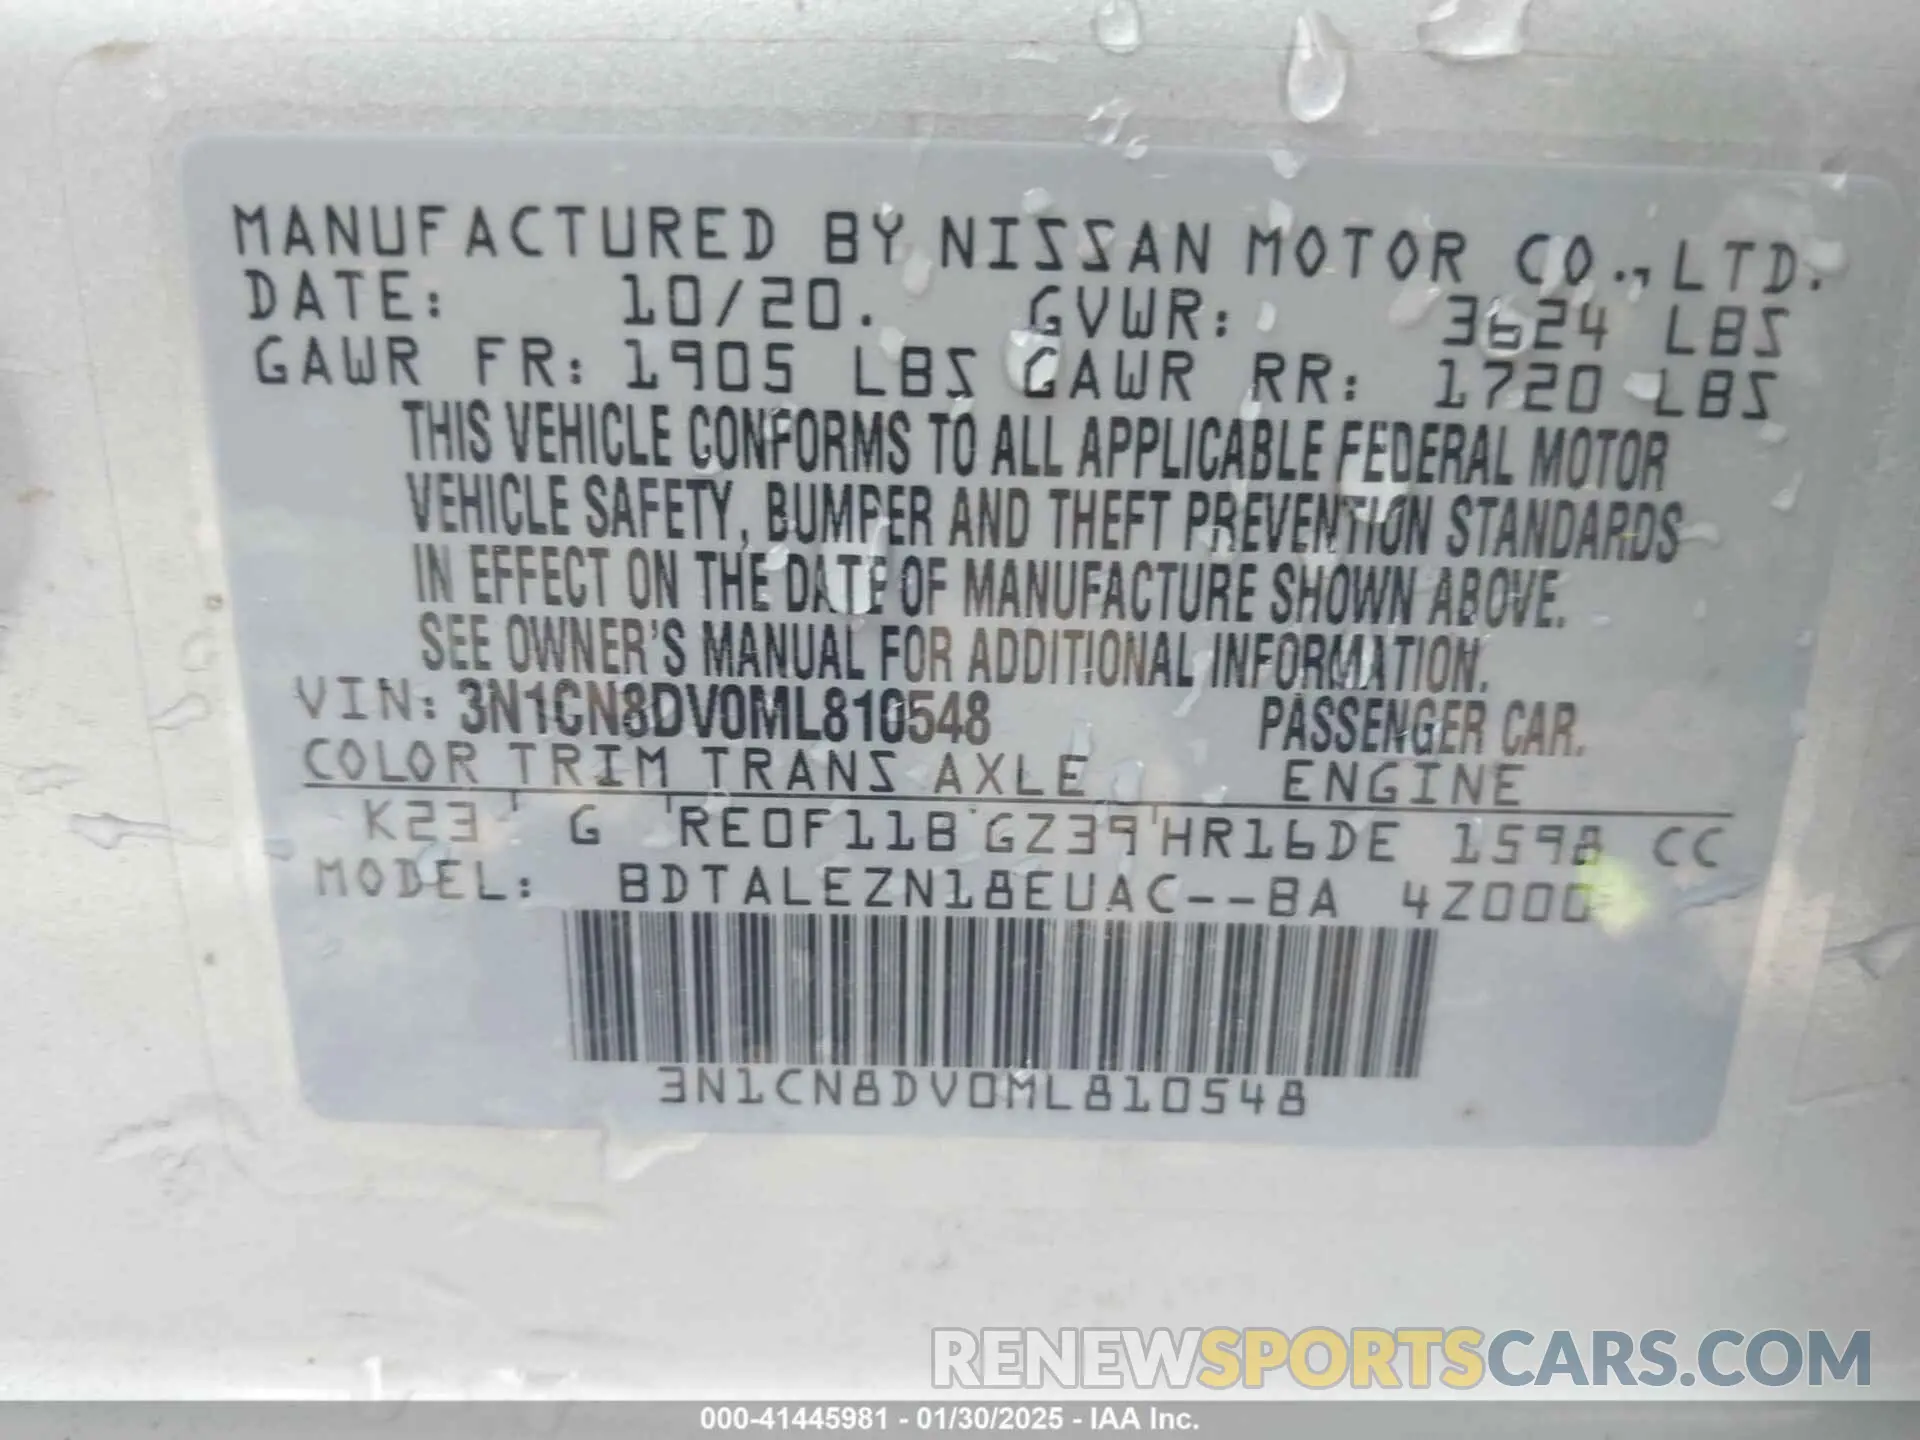 MANUFACTURED BY NISSAN MOTOR CO.,LTD.
DATE: 10/20. GVWR: 3624 LBS
GAWR FR: 1905 LBS GAWR RR: 1720 LBS
THIS VEHICLE CONFORMS TO ALL APPLICABLE FEDERAL MOTOR
VEHICLE SAFETY, BUMPER AND THEFT PREVENTION STANDARDS
IN EFFECT ON THE DATE OF MANUFACTURE SHOWN ABOVE.
SEE OWNER'S MANUAL FOR ADDITIONAL INFORMATION.
VIN: 3N1CN8DV0ML810548 PASSENGER CAR.
COLOR TRIM TRANS AXLE ENGINE
K23 G RE0F11B GZ39 HR16DE 1598 CC
MODEL: BDTALEZN18EUAC--BA 4Z000
3N1CN8DV0ML810548
RENEWSPORTSCARS.COM
000-41445981 - 01/30/2025 - IAA Inc.